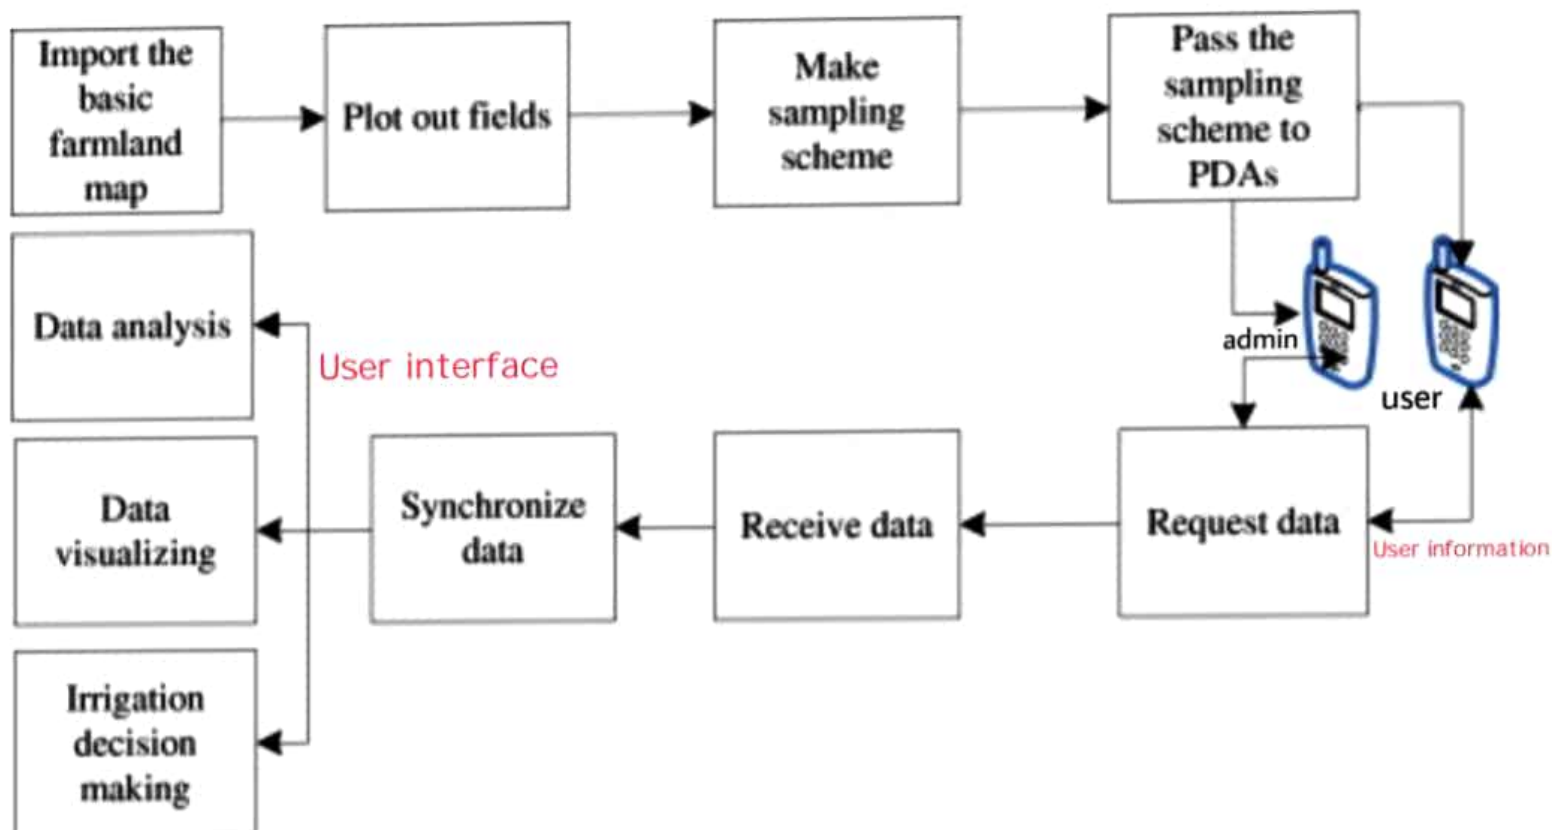 Import the
basic
farmland
map
Plot out fields
Make
sampling
scheme
Pass the
sampling
scheme to
PDAs
admin
user
Data analysis
User interface
Data
visualizing
Synchronize
data
Receive data
Request data
User information
Irrigation
decision
making